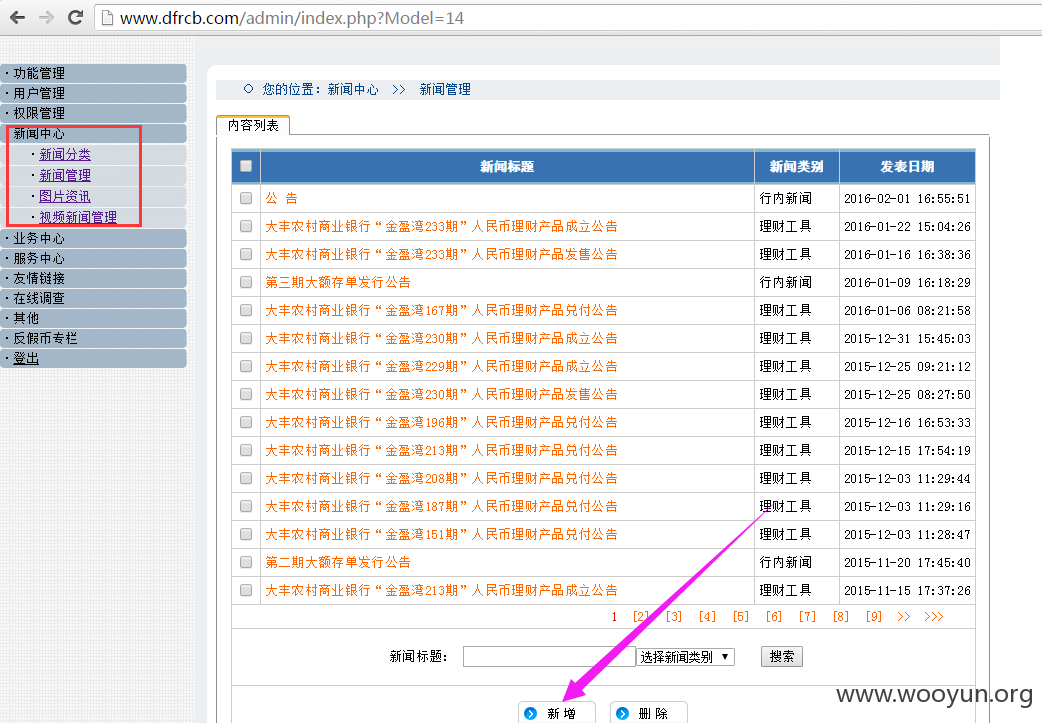 www.dfrcb.com/admin/index.php?Model=14
· 功能管理
· 用户管理
· 权限管理
新闻中心
· 新闻分类
· 新闻管理
· 图片资讯
· 视频新闻管理
· 业务中心
· 服务中心
· 友情链接
· 在线调查
· 其他
· 反假币专栏
· 登出
您的位置：新闻中心 >> 新闻管理
内容列表
新闻标题 新闻类别 发表日期
公 告 行内新闻 2016-02-01 16:55:51
大丰农村商业银行“金盈湾233期”人民币理财产品成立公告 理财工具 2016-01-22 15:04:26
大丰农村商业银行“金盈湾233期”人民币理财产品发售公告 理财工具 2016-01-16 16:38:36
第三期大额存单发行公告 行内新闻 2016-01-09 16:18:29
大丰农村商业银行“金盈湾167期”人民币理财产品兑付公告 理财工具 2016-01-06 08:21:58
大丰农村商业银行“金盈湾230期”人民币理财产品成立公告 理财工具 2015-12-31 15:45:03
大丰农村商业银行“金盈湾229期”人民币理财产品成立公告 理财工具 2015-12-25 09:21:12
大丰农村商业银行“金盈湾230期”人民币理财产品发售公告 理财工具 2015-12-25 08:27:50
大丰农村商业银行“金盈湾196期”人民币理财产品兑付公告 理财工具 2015-12-16 16:53:33
大丰农村商业银行“金盈湾213期”人民币理财产品兑付公告 理财工具 2015-12-15 17:54:19
大丰农村商业银行“金盈湾208期”人民币理财产品兑付公告 理财工具 2015-12-03 11:29:44
大丰农村商业银行“金盈湾187期”人民币理财产品兑付公告 理财工具 2015-12-03 11:29:16
大丰农村商业银行“金盈湾151期”人民币理财产品兑付公告 理财工具 2015-12-03 11:28:47
第二期大额存单发行公告 行内新闻 2015-11-20 17:45:40
大丰农村商业银行“金盈湾213期”人民币理财产品成立公告 理财工具 2015-11-15 17:37:26
1 [2] [3] [4] [5] [6] [7] [8] [9] >> >>>
新闻标题： 选择新闻类别 搜索
新 增 删 除
www.wooyun.org